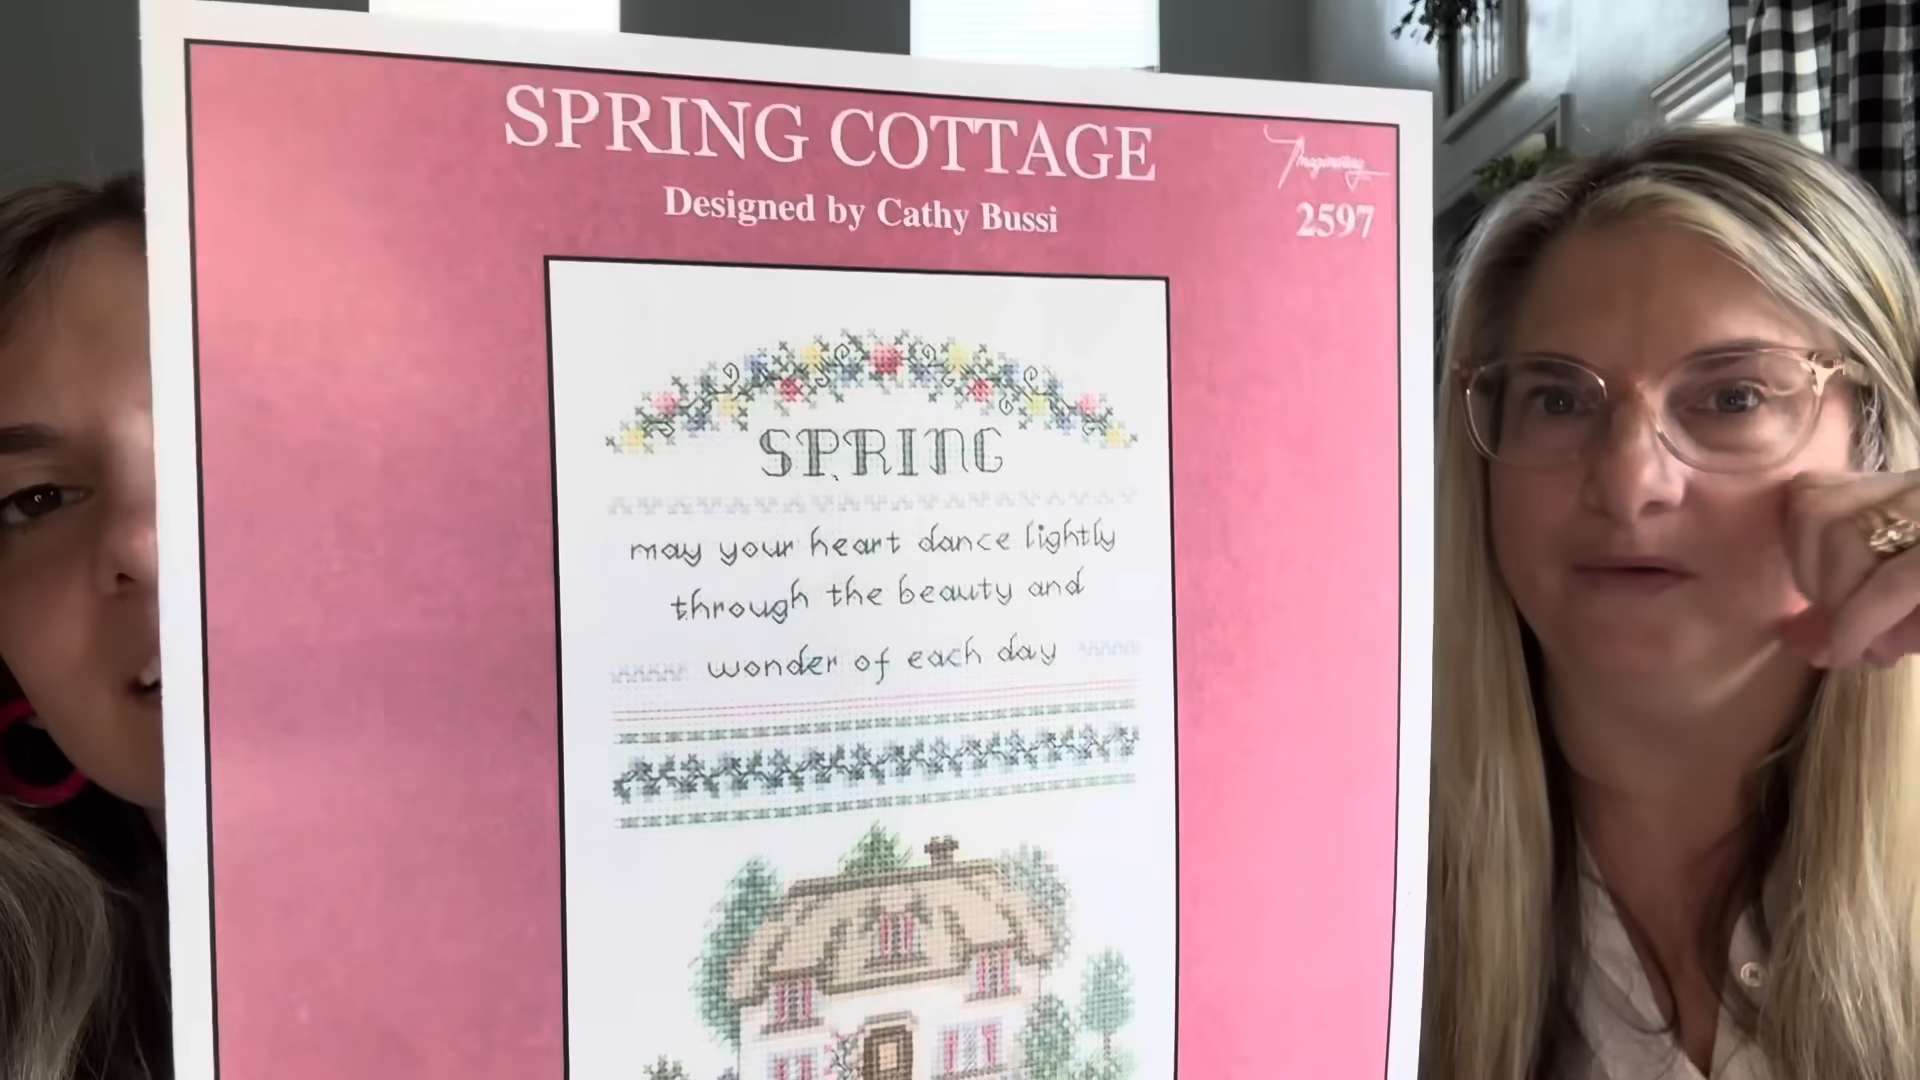 SPRING COTTAGE
Designed by Cathy Bussi
Imaginating
2597
SPRING
may your heart dance lightly
through the beauty and
wonder of each day